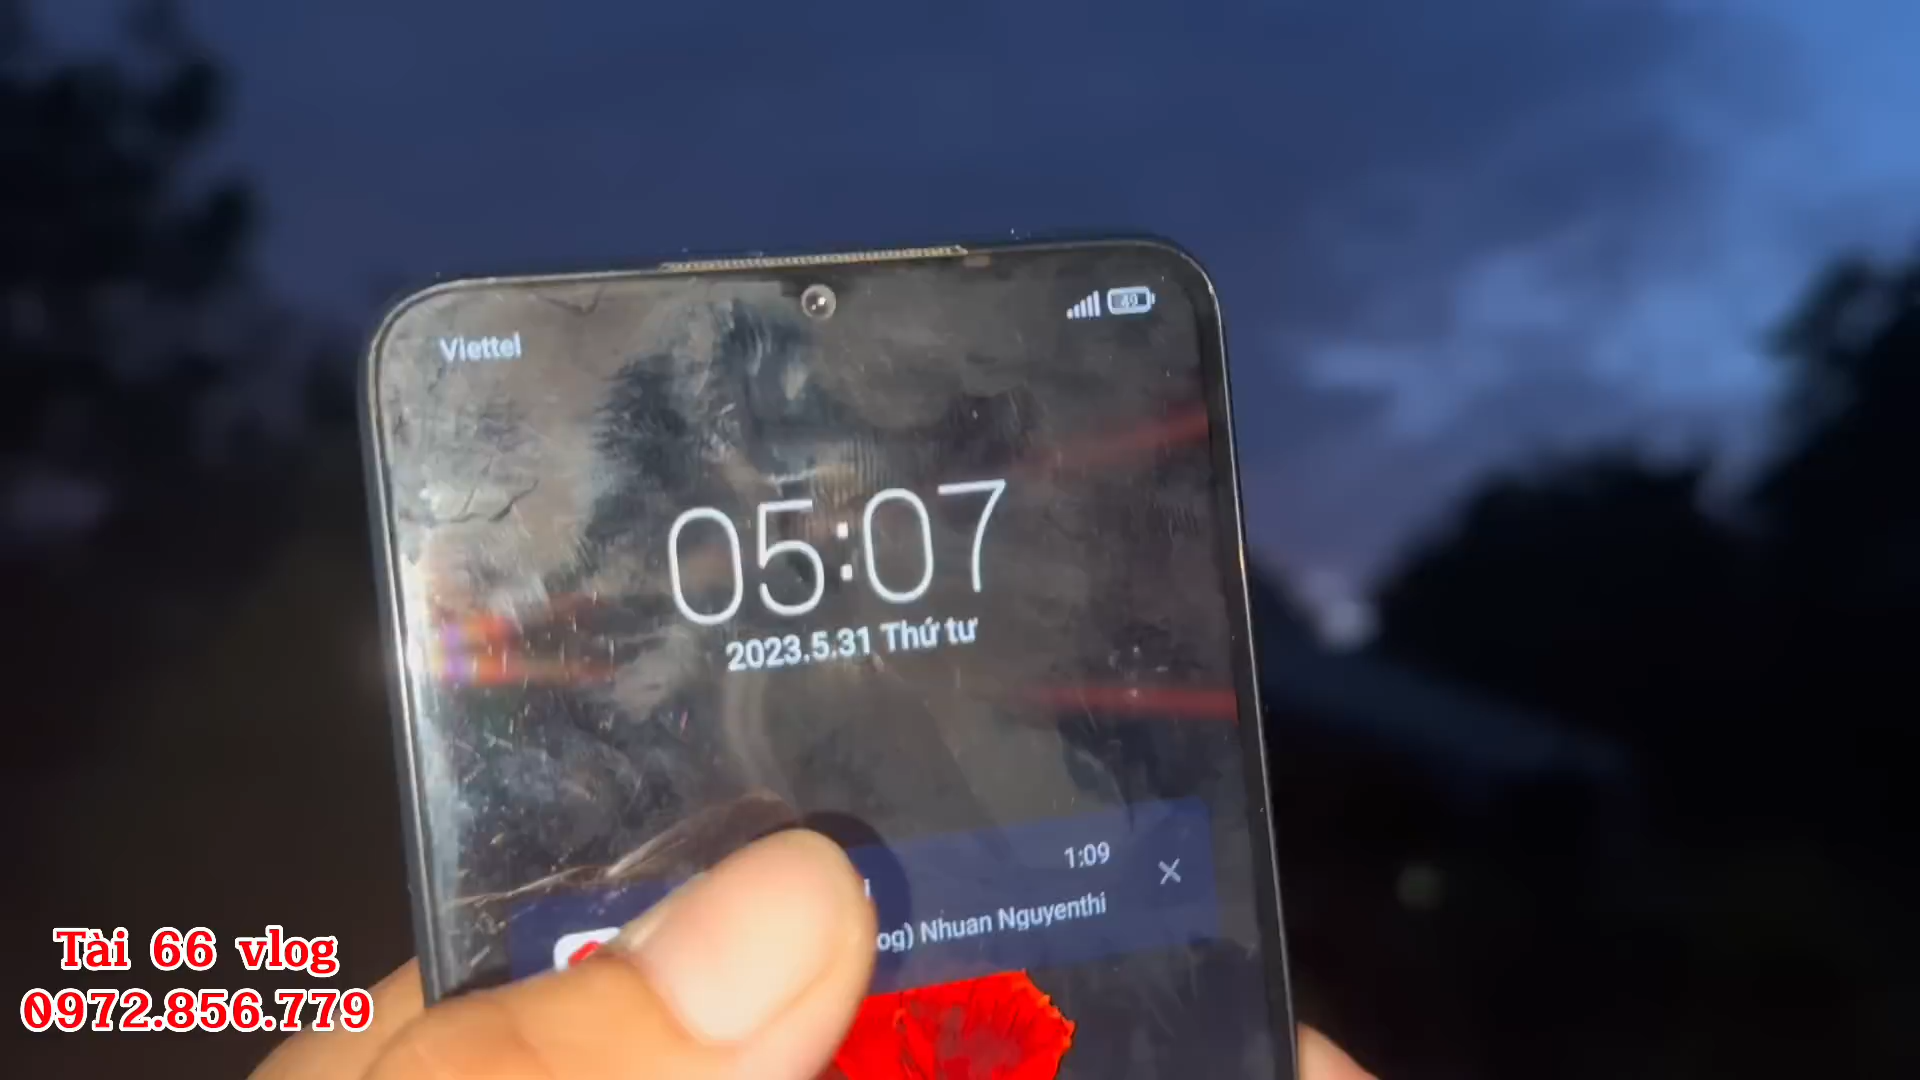 Viettel
49
05:07
2023.5.31 Thứ tư
1:09
og) Nhuan Nguyenthi
Tài 66 vlog
0972.856.779